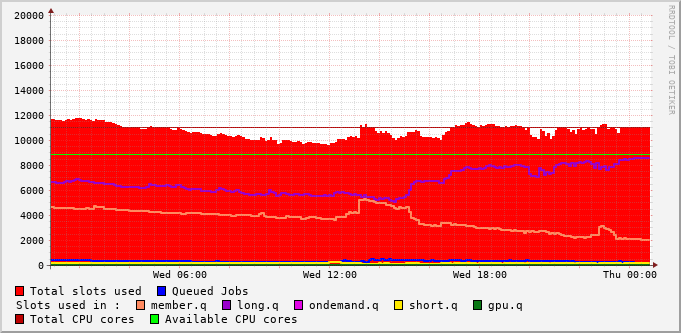 20000
18000
16000
14000
12000
10000
8000
6000
4000
2000
0
Wed 06:00 Wed 12:00 Wed 18:00 Thu 00:00
RRDTOOL / TOBI OETIKER
Total slots used Queued Jobs
Slots used in : member.q long.q ondemand.q short.q gpu.q
Total CPU cores Available CPU cores